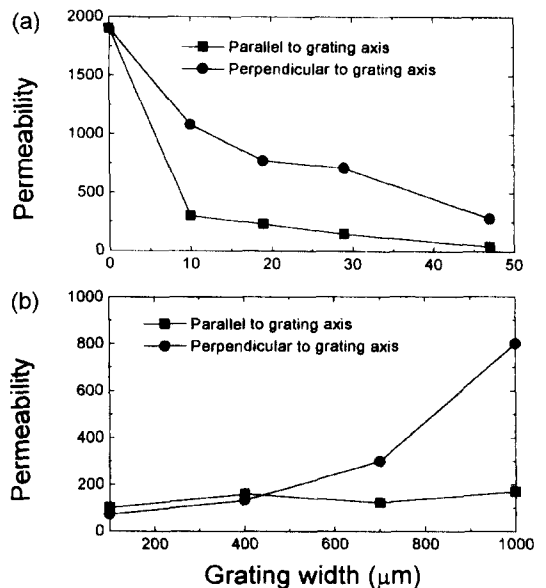 (a)
2000
1500
1000
500
0
Permeability
Parallel to grating axis
Perpendicular to grating axis
0 10 20 30 40 50
(b)
1000
800
600
400
200
0
Permeability
Parallel to grating axis
Perpendicular to grating axis
200 400 600 800 1000
Grating width (μm)